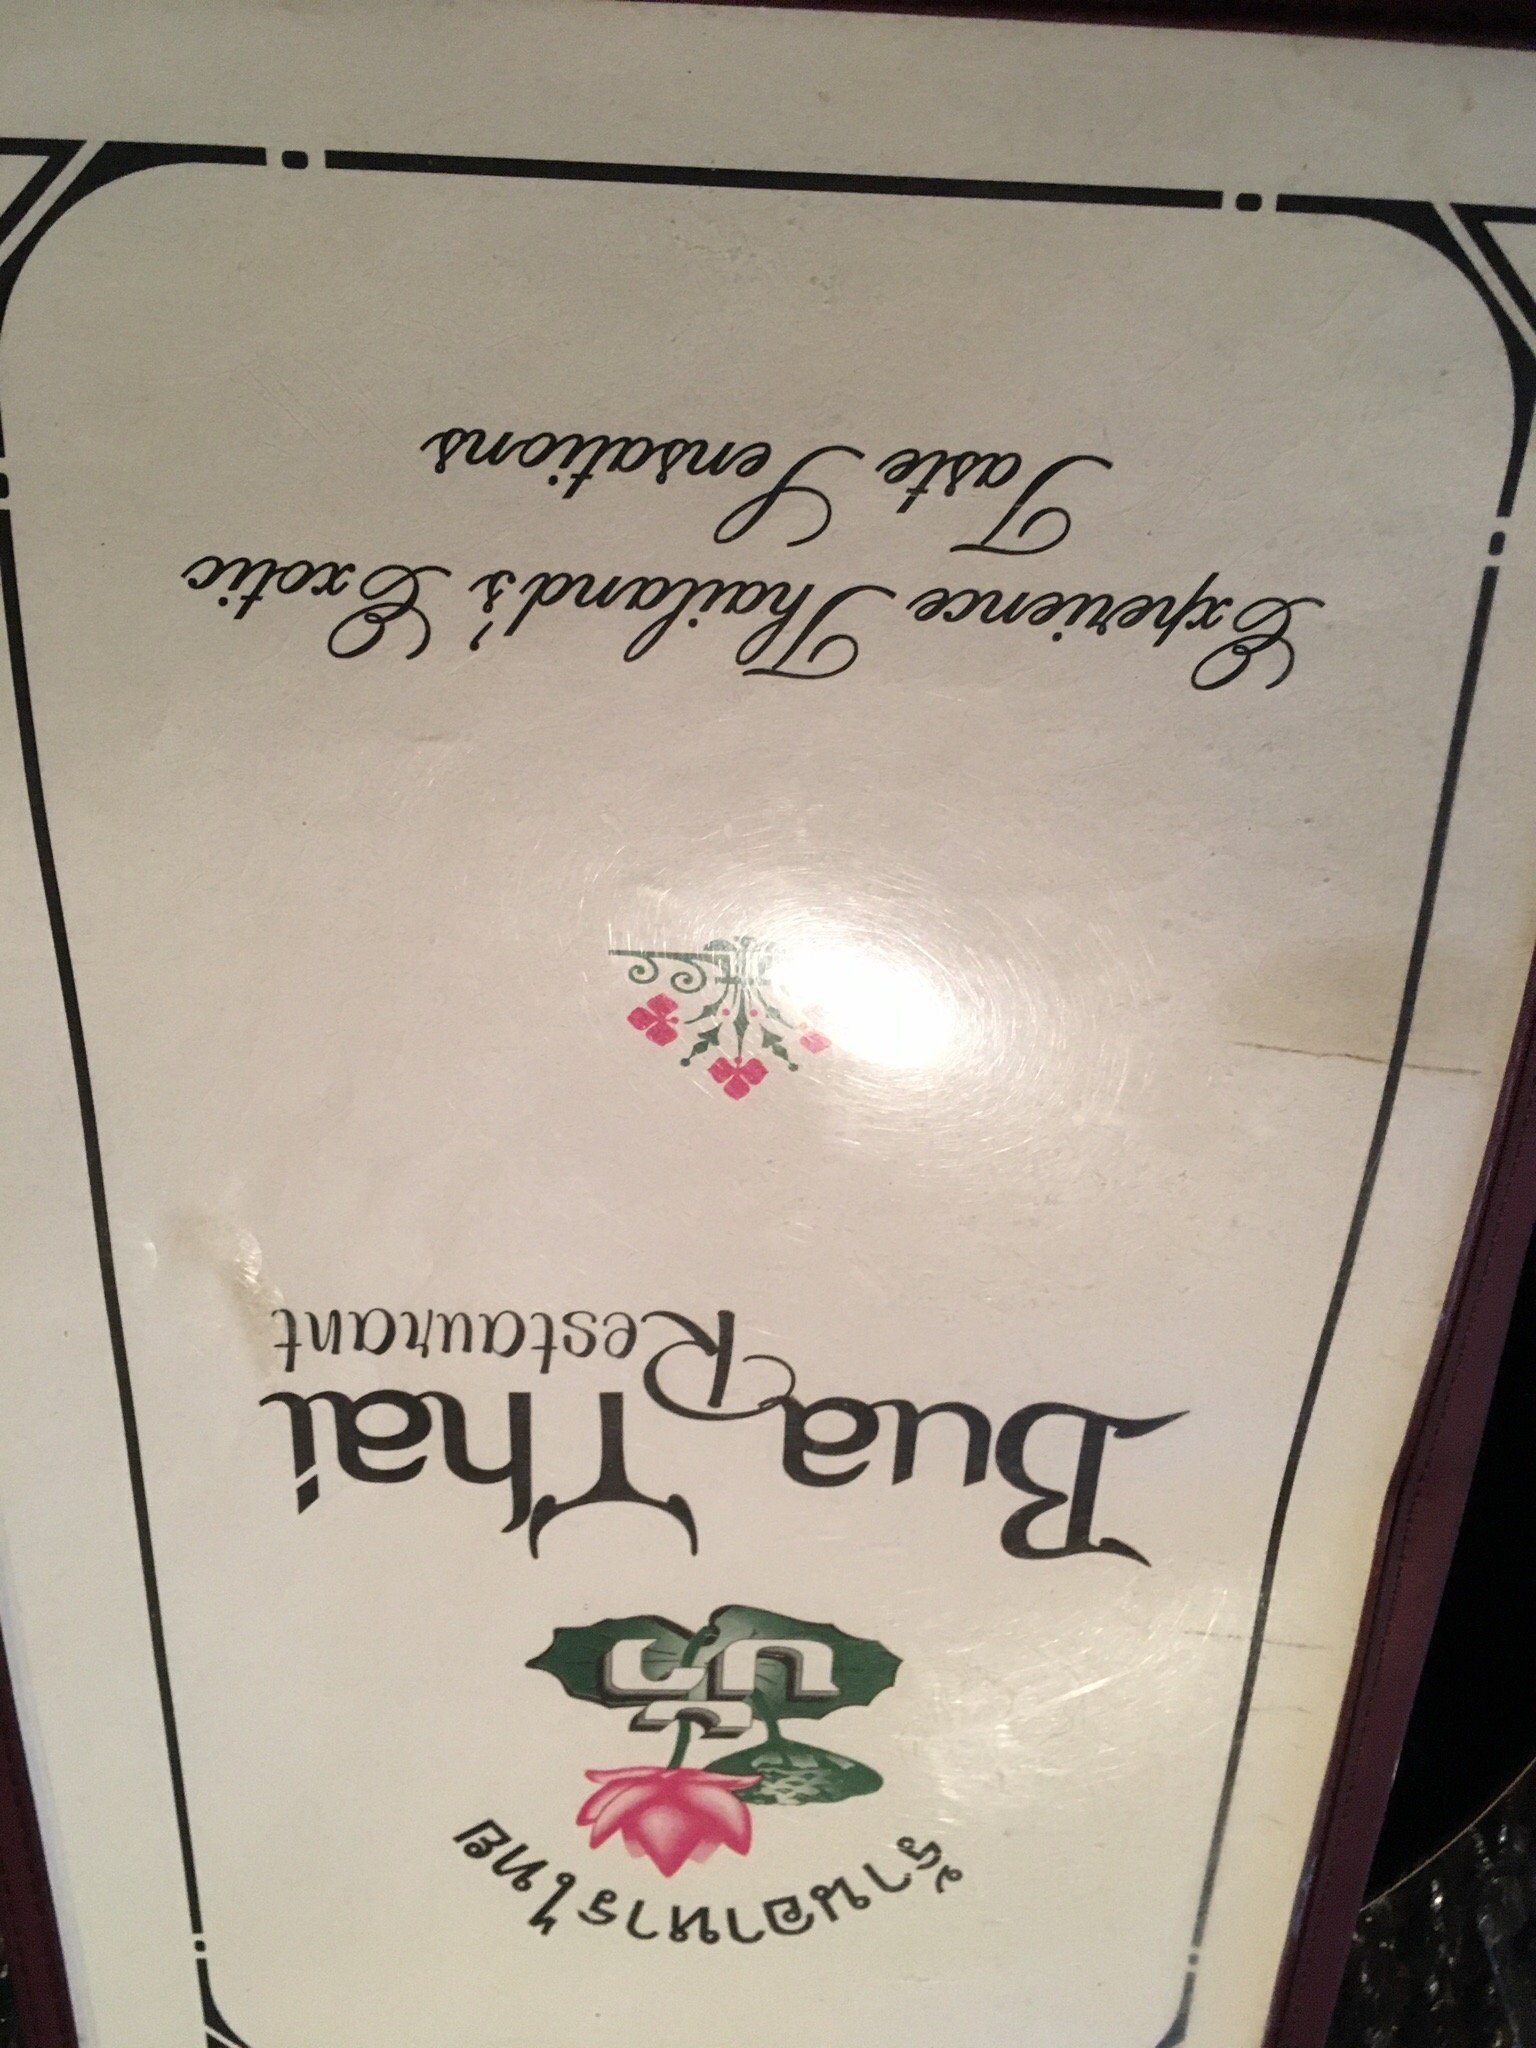 ร้านอาหารไทย
บัว
Bua Thai
Restaurant
Experience Thailand's Exotic
Taste Sensations